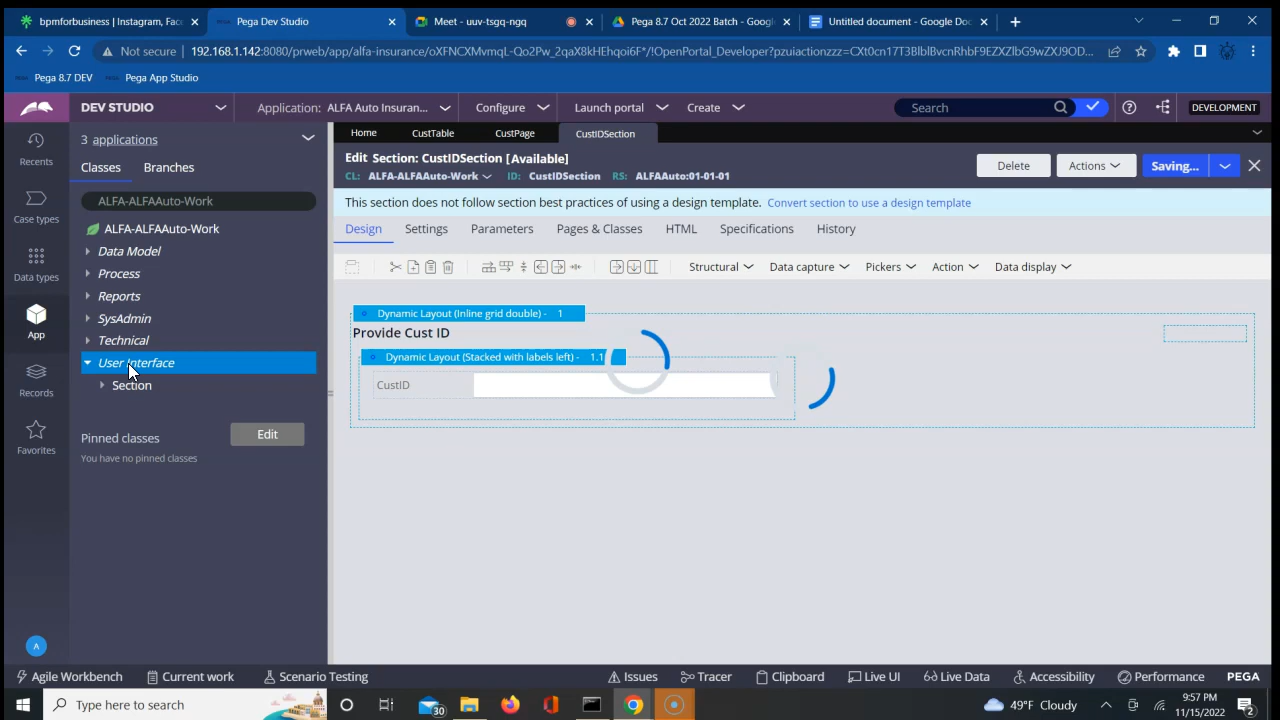 bpmforbusiness | Instagram, Fac
Pega Dev Studio
Meet - uuv-tsgq-ngq
Pega 8.7 Oct 2022 Batch - Googl
Untitled document - Google Doc
Not secure
192.168.1.142:8080/prweb/app/alfa-insurance/oXFNCXMvmqL-Qo2Pw_2qaX8kHEhqoi6F*/!OpenPortal_Developer?pzuiactionzzz=CXt0cn17T3BlblBvcnRhbF9EZXZlbG9wZXJ9OD...
Pega 8.7 DEV
Pega App Studio
DEV STUDIO
Application: ALFA Auto Insuran...
Configure
Launch portal
Create
Search
DEVELOPMENT
3 applications
Home
CustTable
CustPage
CustIDSection
Recents
Classes
Branches
Edit Section: CustIDSection [Available]
CL: ALFA-ALFAAuto-Work
ID: CustIDSection
RS: ALFAAuto:01-01-01
Delete
Actions
Saving...
ALFA-ALFAAuto-Work
This section does not follow section best practices of using a design template. Convert section to use a design template
Case types
ALFA-ALFAAuto-Work
Design
Settings
Parameters
Pages & Classes
HTML
Specifications
History
Data Model
Process
Data types
Structural
Data capture
Pickers
Action
Data display
Reports
SysAdmin
App
Dynamic Layout (Inline grid double) - 1
Provide Cust ID
Technical
User Interface
Dynamic Layout (Stacked with labels left) - 1.1
Section
CustID
Records
Pinned classes
Edit
You have no pinned classes
Favorites
A
Agile Workbench
Current work
Scenario Testing
Issues
Tracer
Clipboard
Live UI
Live Data
Accessibility
Performance
PEGA
Type here to search
30
49°F Cloudy
9:57 PM
11/15/2022
2